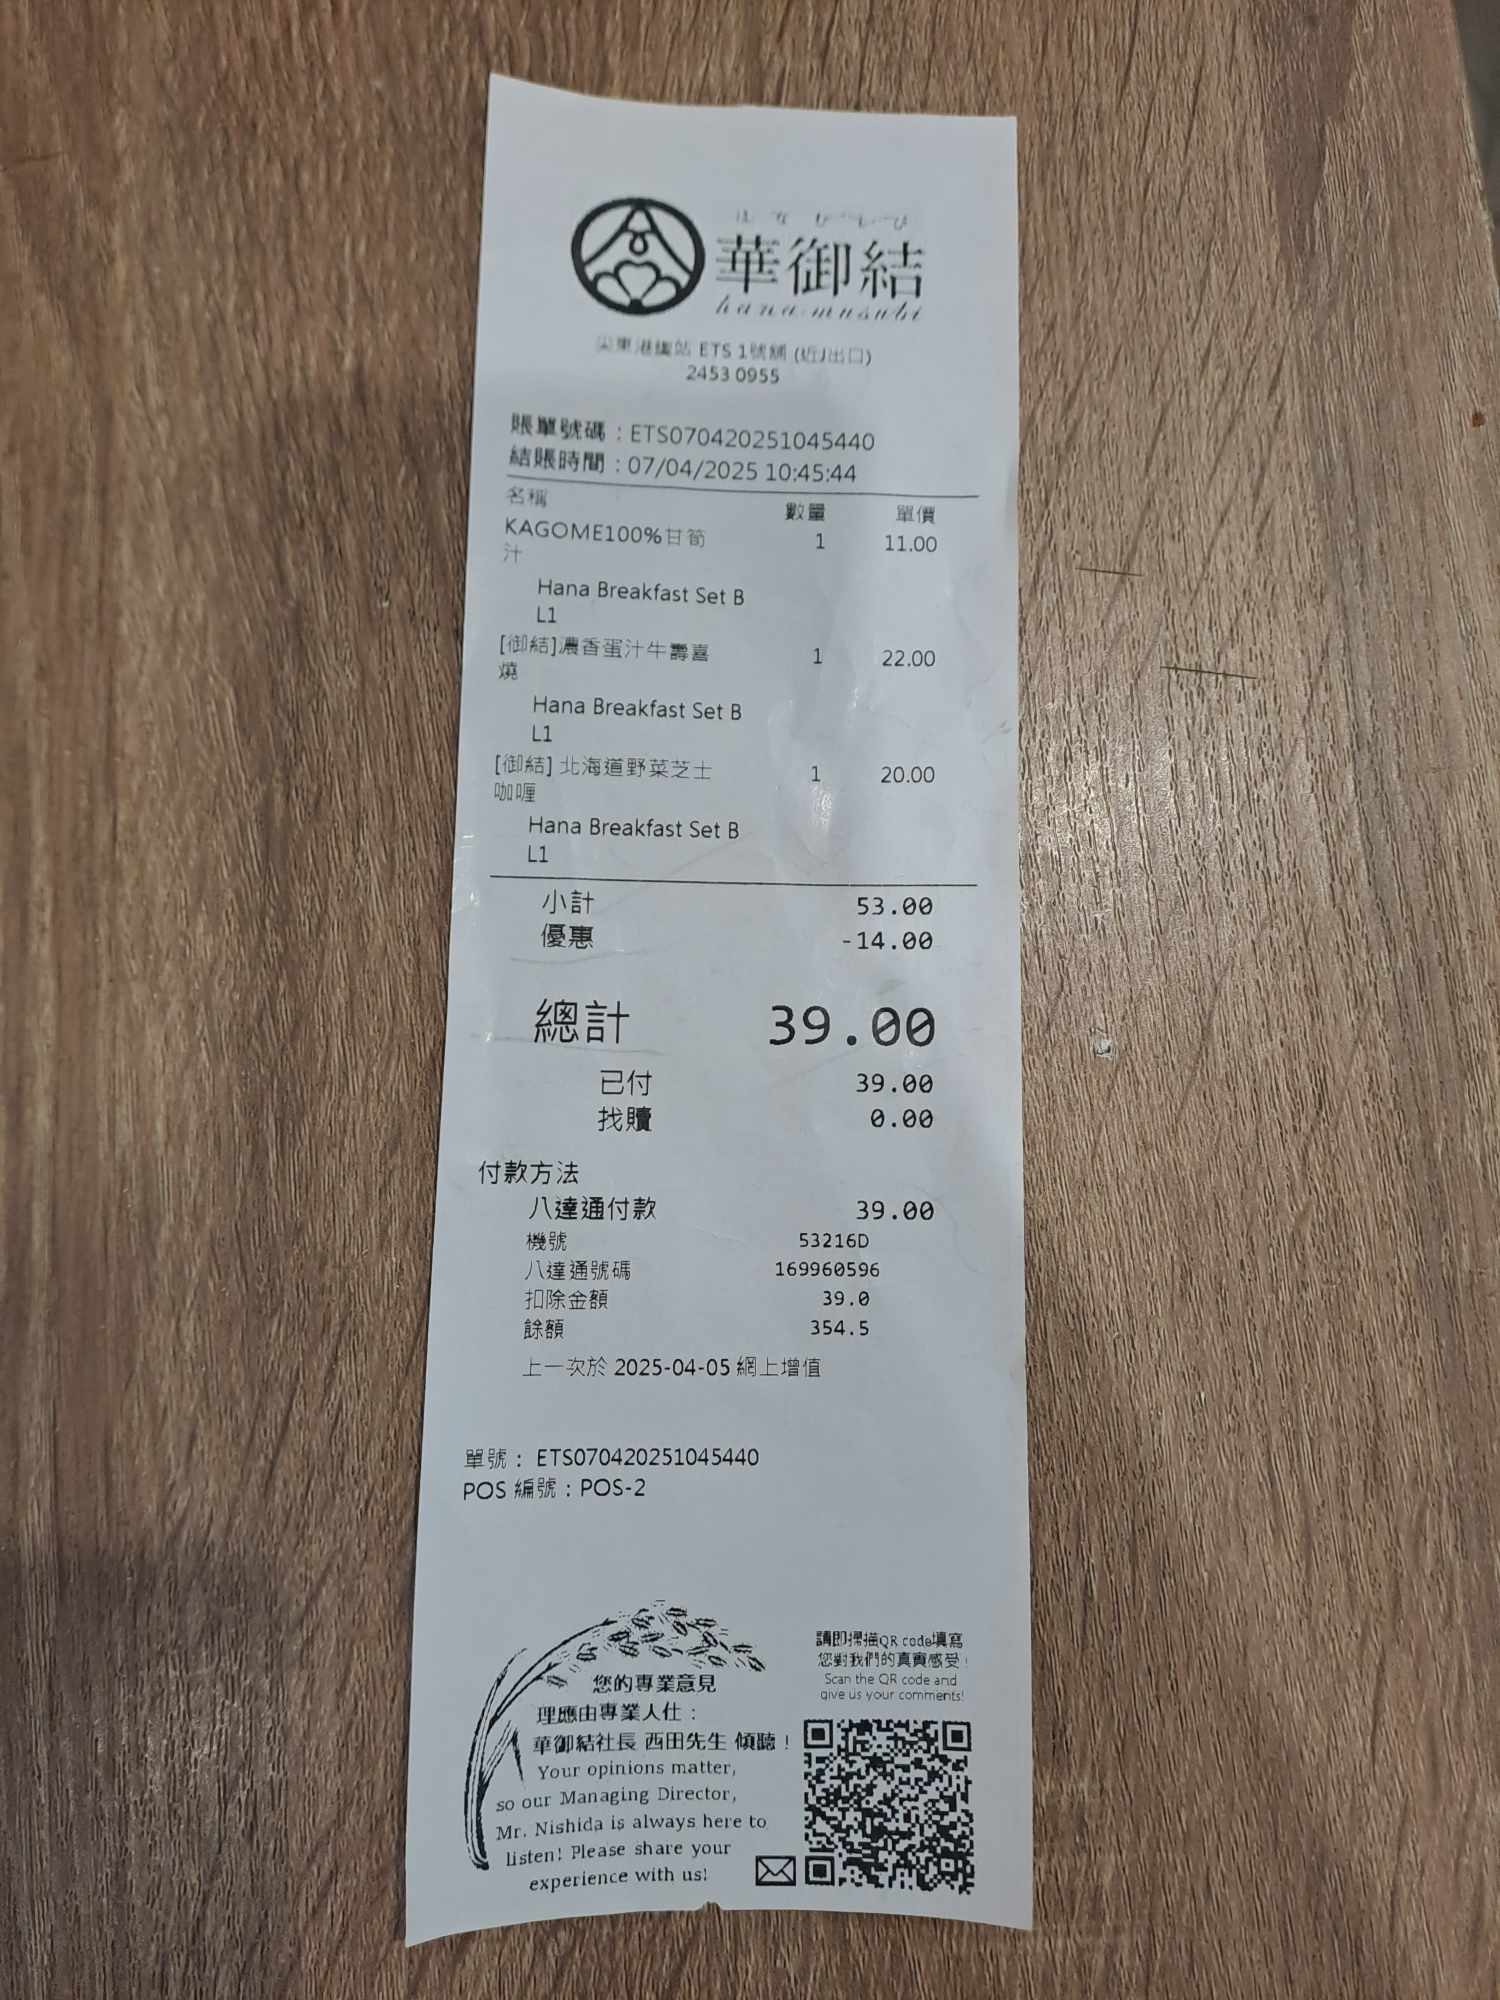 はなむすび
華御結
hana-musubi
尖東港鐵站 ETS 1號舖 (近J出口)
2453 0955
賬單號碼：ETS070420251045440
結賬時間：07/04/2025 10:45:44
名稱 數量 單價
KAGOME100%甘筍 1 11.00
汁
Hana Breakfast Set B
L1
[御結]濃香蛋汁牛壽喜 1 22.00
燒
Hana Breakfast Set B
L1
[御結] 北海道野菜芝士 1 20.00
咖喱
Hana Breakfast Set B
L1
小計 53.00
優惠 -14.00
總計 39.00
已付 39.00
找贖 0.00
付款方法
八達通付款 39.00
機號 53216D
八達通號碼 169960596
扣除金額 39.0
餘額 354.5
上一次於 2025-04-05 網上增值
單號： ETS070420251045440
POS 編號：POS-2
您的專業意見
理應由專業人仕：
華御結社長 西田先生 傾聽！
Your opinions matter,
so our Managing Director,
Mr. Nishida is always here to
listen! Please share your
experience with us!
請即掃描QR code填寫
您對我們的真實感受！
Scan the QR code and
give us your comments!